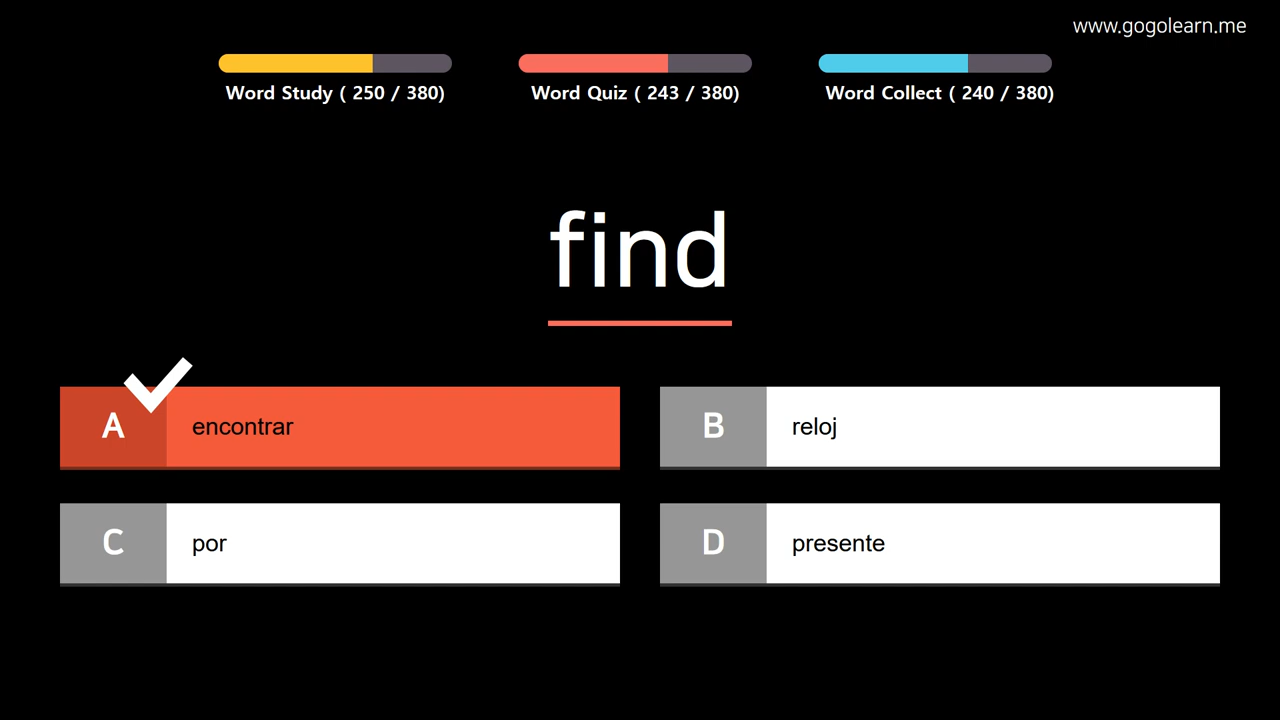 www.gogolearn.me
Word Study ( 250 / 380)
Word Quiz ( 243 / 380)
Word Collect ( 240 / 380)
find
A encontrar
B reloj
C por
D presente